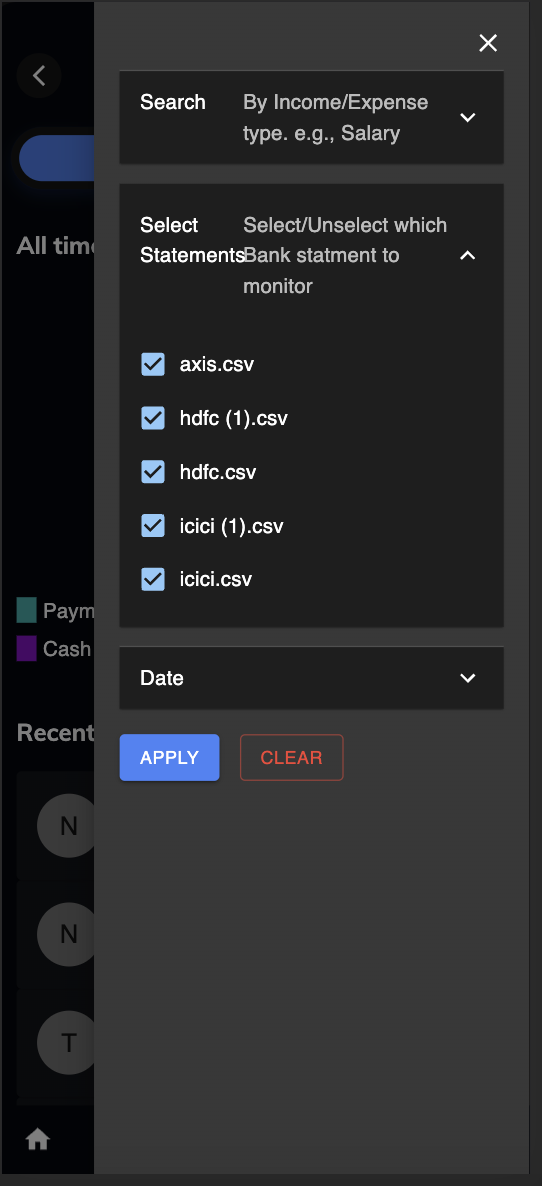 Search
By Income/Expense
type. e.g., Salary
All time
Select
Statements
Select/Unselect which
Bank statment to
monitor
axis.csv
hdfc (1).csv
hdfc.csv
icici (1).csv
icici.csv
Paym
Cash
Date
Recent
APPLY
CLEAR
N
N
T